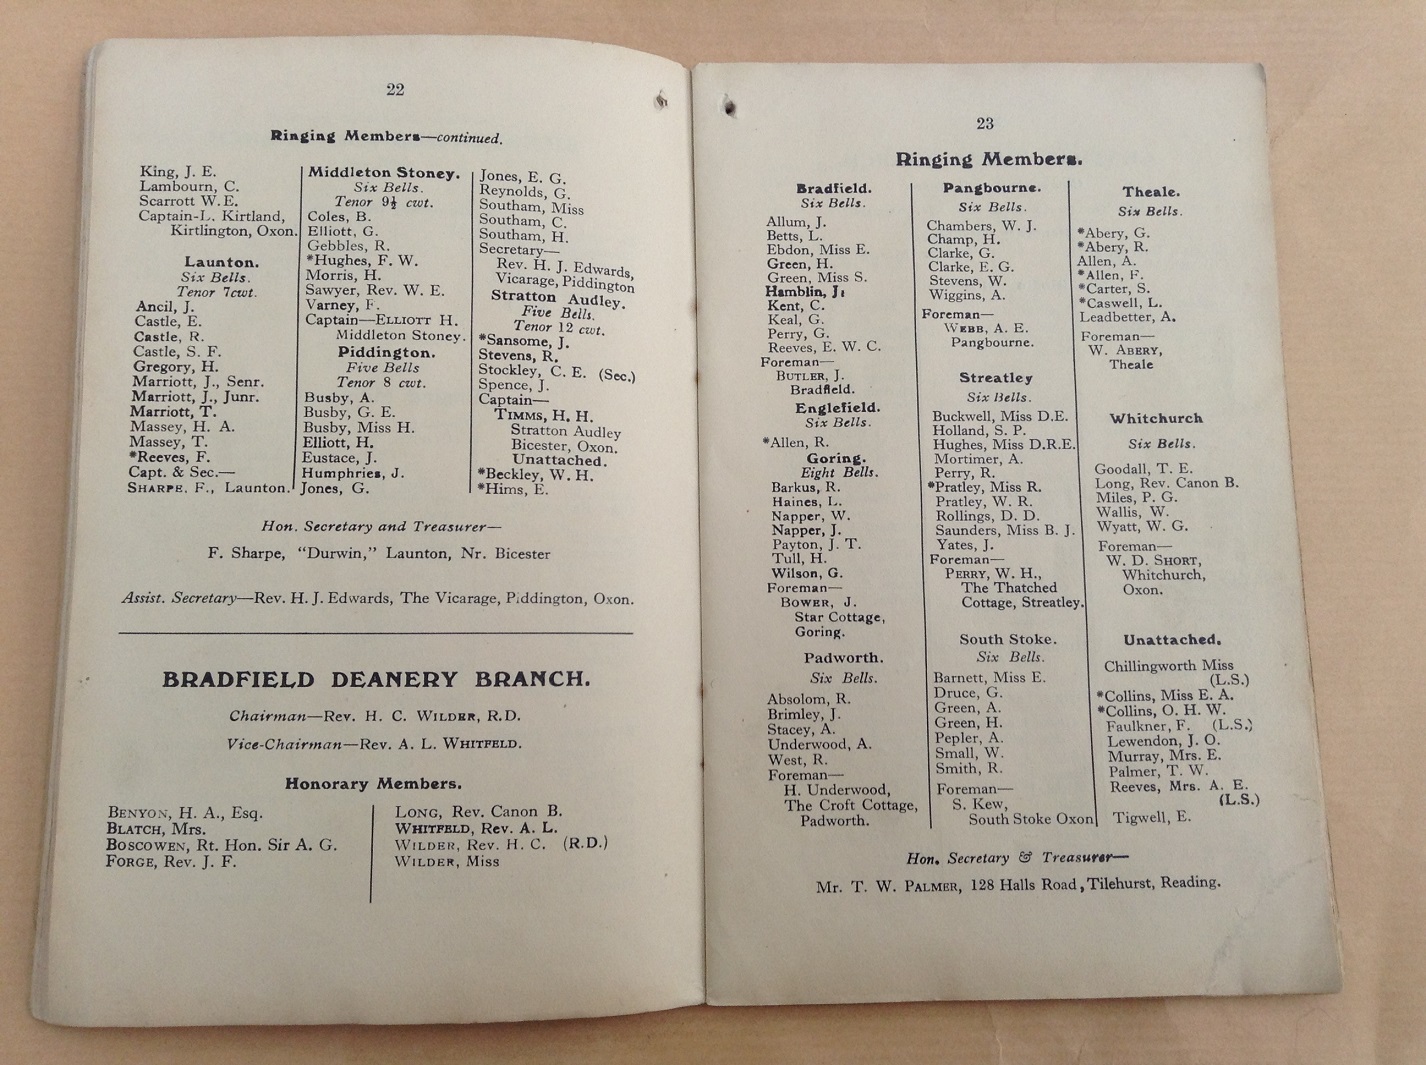 22
Ringing Members—continued.
King, J. E.
Lambourn, C.
Scarrott W.E.
Captain-L. Kirtland,
Kirtlington, Oxon.
Launton.
Six Bells.
Tenor 7cwt.
Ancil, J.
Castle, E.
Castle, R.
Castle, S. F.
Gregory, H.
Marriott, J., Senr.
Marriott, J., Junr.
Marriott, T.
Massey, H. A.
Massey, T.
*Reeves, F.
Capt. & Sec.—
SHARPE, F., Launton.
Middleton Stoney.
Six Bells.
Tenor 9½ cwt.
Coles, B.
Elliott, G.
Gebbles, R.
*Hughes, F. W.
Morris, H.
Sawyer, Rev. W. E.
Varney, F.
Captain—ELLIOTT H.
Middleton Stoney.
Piddington.
Five Bells
Tenor 8 cwt.
Busby, A.
Busby, G. E.
Busby, Miss H.
Elliott, H.
Eustace, J.
Humphries, J.
Jones, G.
Jones, E. G.
Reynolds, G.
Southam, Miss
Southam, C.
Southam, H.
Secretary—
Rev. H. J. Edwards,
Vicarage, Piddington
Stratton Audley.
Five Bells.
Tenor 12 cwt.
*Sansome, J.
Stevens, R.
Stockley, C. E. (Sec.)
Spence, J.
Captain—
TIMMS, H. H.
Stratton Audley
Bicester, Oxon.
Unattached.
*Beckley, W. H.
*Hims, E.
Hon. Secretary and Treasurer—
F. Sharpe, "Durwin," Launton, Nr. Bicester
Assist. Secretary—Rev. H. J. Edwards, The Vicarage, Piddington, Oxon.
BRADFIELD DEANERY BRANCH.
Chairman—Rev. H. C. WILDER, R.D.
Vice-Chairman—Rev. A. L. WHITFELD.
Honorary Members.
BENYON, H. A., Esq.
BLATCH, Mrs.
BOSCOWEN, Rt. Hon. Sir A. G.
FORGE, Rev. J. F.
LONG, Rev. Canon B.
WHITFELD, Rev. A. L.
WILDER, Rev. H. C. (R.D.)
WILDER, Miss
23
Ringing Members.
Bradfield.
Six Bells.
Allum, J.
Betts, L.
Ebdon, Miss E.
Green, H.
Green, Miss S.
Hamblin, J.
Kent, C.
Keal, G.
Perry, G.
Reeves, E. W. C.
Foreman—
BUTLER, J.
Bradfield.
Englefield.
Six Bells.
*Allen, R.
Goring.
Eight Bells.
Barkus, R.
Haines, L.
Napper, W.
Napper, J.
Payton, J. T.
Tull, H.
Wilson, G.
Foreman—
BOWER, J.
Star Cottage,
Goring.
Padworth.
Six Bells.
Absolom, R.
Brimley, J.
Stacey, A.
Underwood, A.
West, R.
Foreman—
H. Underwood,
The Croft Cottage,
Padworth.
Pangbourne.
Six Bells.
Chambers, W. J.
Champ, H.
Clarke, G.
Clarke, E. G.
Stevens, W.
Wiggins, A.
Foreman—
WEBB, A. E.
Pangbourne.
Streatley
Six Bells.
Buckwell, Miss D.E.
Holland, S. P.
Hughes, Miss D.R.E.
Mortimer, A.
Perry, R.
*Pratley, Miss R.
Pratley, W. R.
Rollings, D. D.
Saunders, Miss B. J.
Yates, J.
Foreman—
PERRY, W. H.,
The Thatched
Cottage, Streatley.
South Stoke.
Six Bells.
Barnett, Miss E.
Druce, G.
Green, A.
Green, H.
Pepler, A.
Small, W.
Smith, R.
Foreman—
S. Kew,
South Stoke Oxon
Theale.
Six Bells.
*Abery, G.
*Abery, R.
Allen, A.
*Allen, F.
*Carter, S.
*Caswell, L.
Leadbetter, A.
Foreman—
W. ABERY,
Theale
Whitchurch
Six Bells.
Goodall, T. E.
Long, Rev. Canon B.
Miles, P. G.
Wallis, W.
Wyatt, W. G.
Foreman—
W. D. SHORT,
Whitchurch,
Oxon.
Unattached.
Chillingworth Miss
(L.S.)
*Collins, Miss E. A.
*Collins, O. H. W.
Faulkner, F. (L.S.)
Lewendon, J. O.
Murray, Mrs. E.
Palmer, T. W.
Reeves, Mrs. A. E.
(L.S.)
Tigwell, E.
Hon. Secretary & Treasurer—
Mr. T. W. PALMER, 128 Halls Road, Tilehurst, Reading.